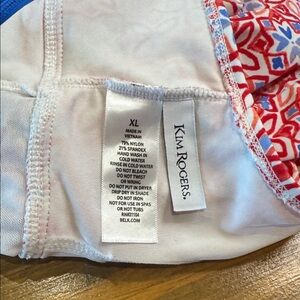 XL
MADE IN
VIETNAM
79% NYLON
21% SPANDEX
HAND WASH IN
COLD WATER
RINSE IN COLD WATER
DO NOT BLEACH
DO NOT TWIST
OR WRING
DO NOT PUT IN DRYER
DRIP DRY IN SHADE
DO NOT IRON
NOT FOR USE IN SPAS
OR HOT TUBS
BELK.COM
KIM ROGERS